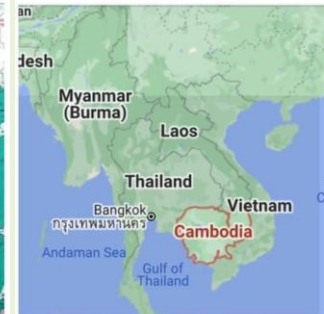 an
desh
Myanmar
(Burma)
Laos
Thailand
Bangkok
กรุงเทพมหานคร
Vietnam
Cambodia
Andaman Sea
Gulf of
Thailand
C